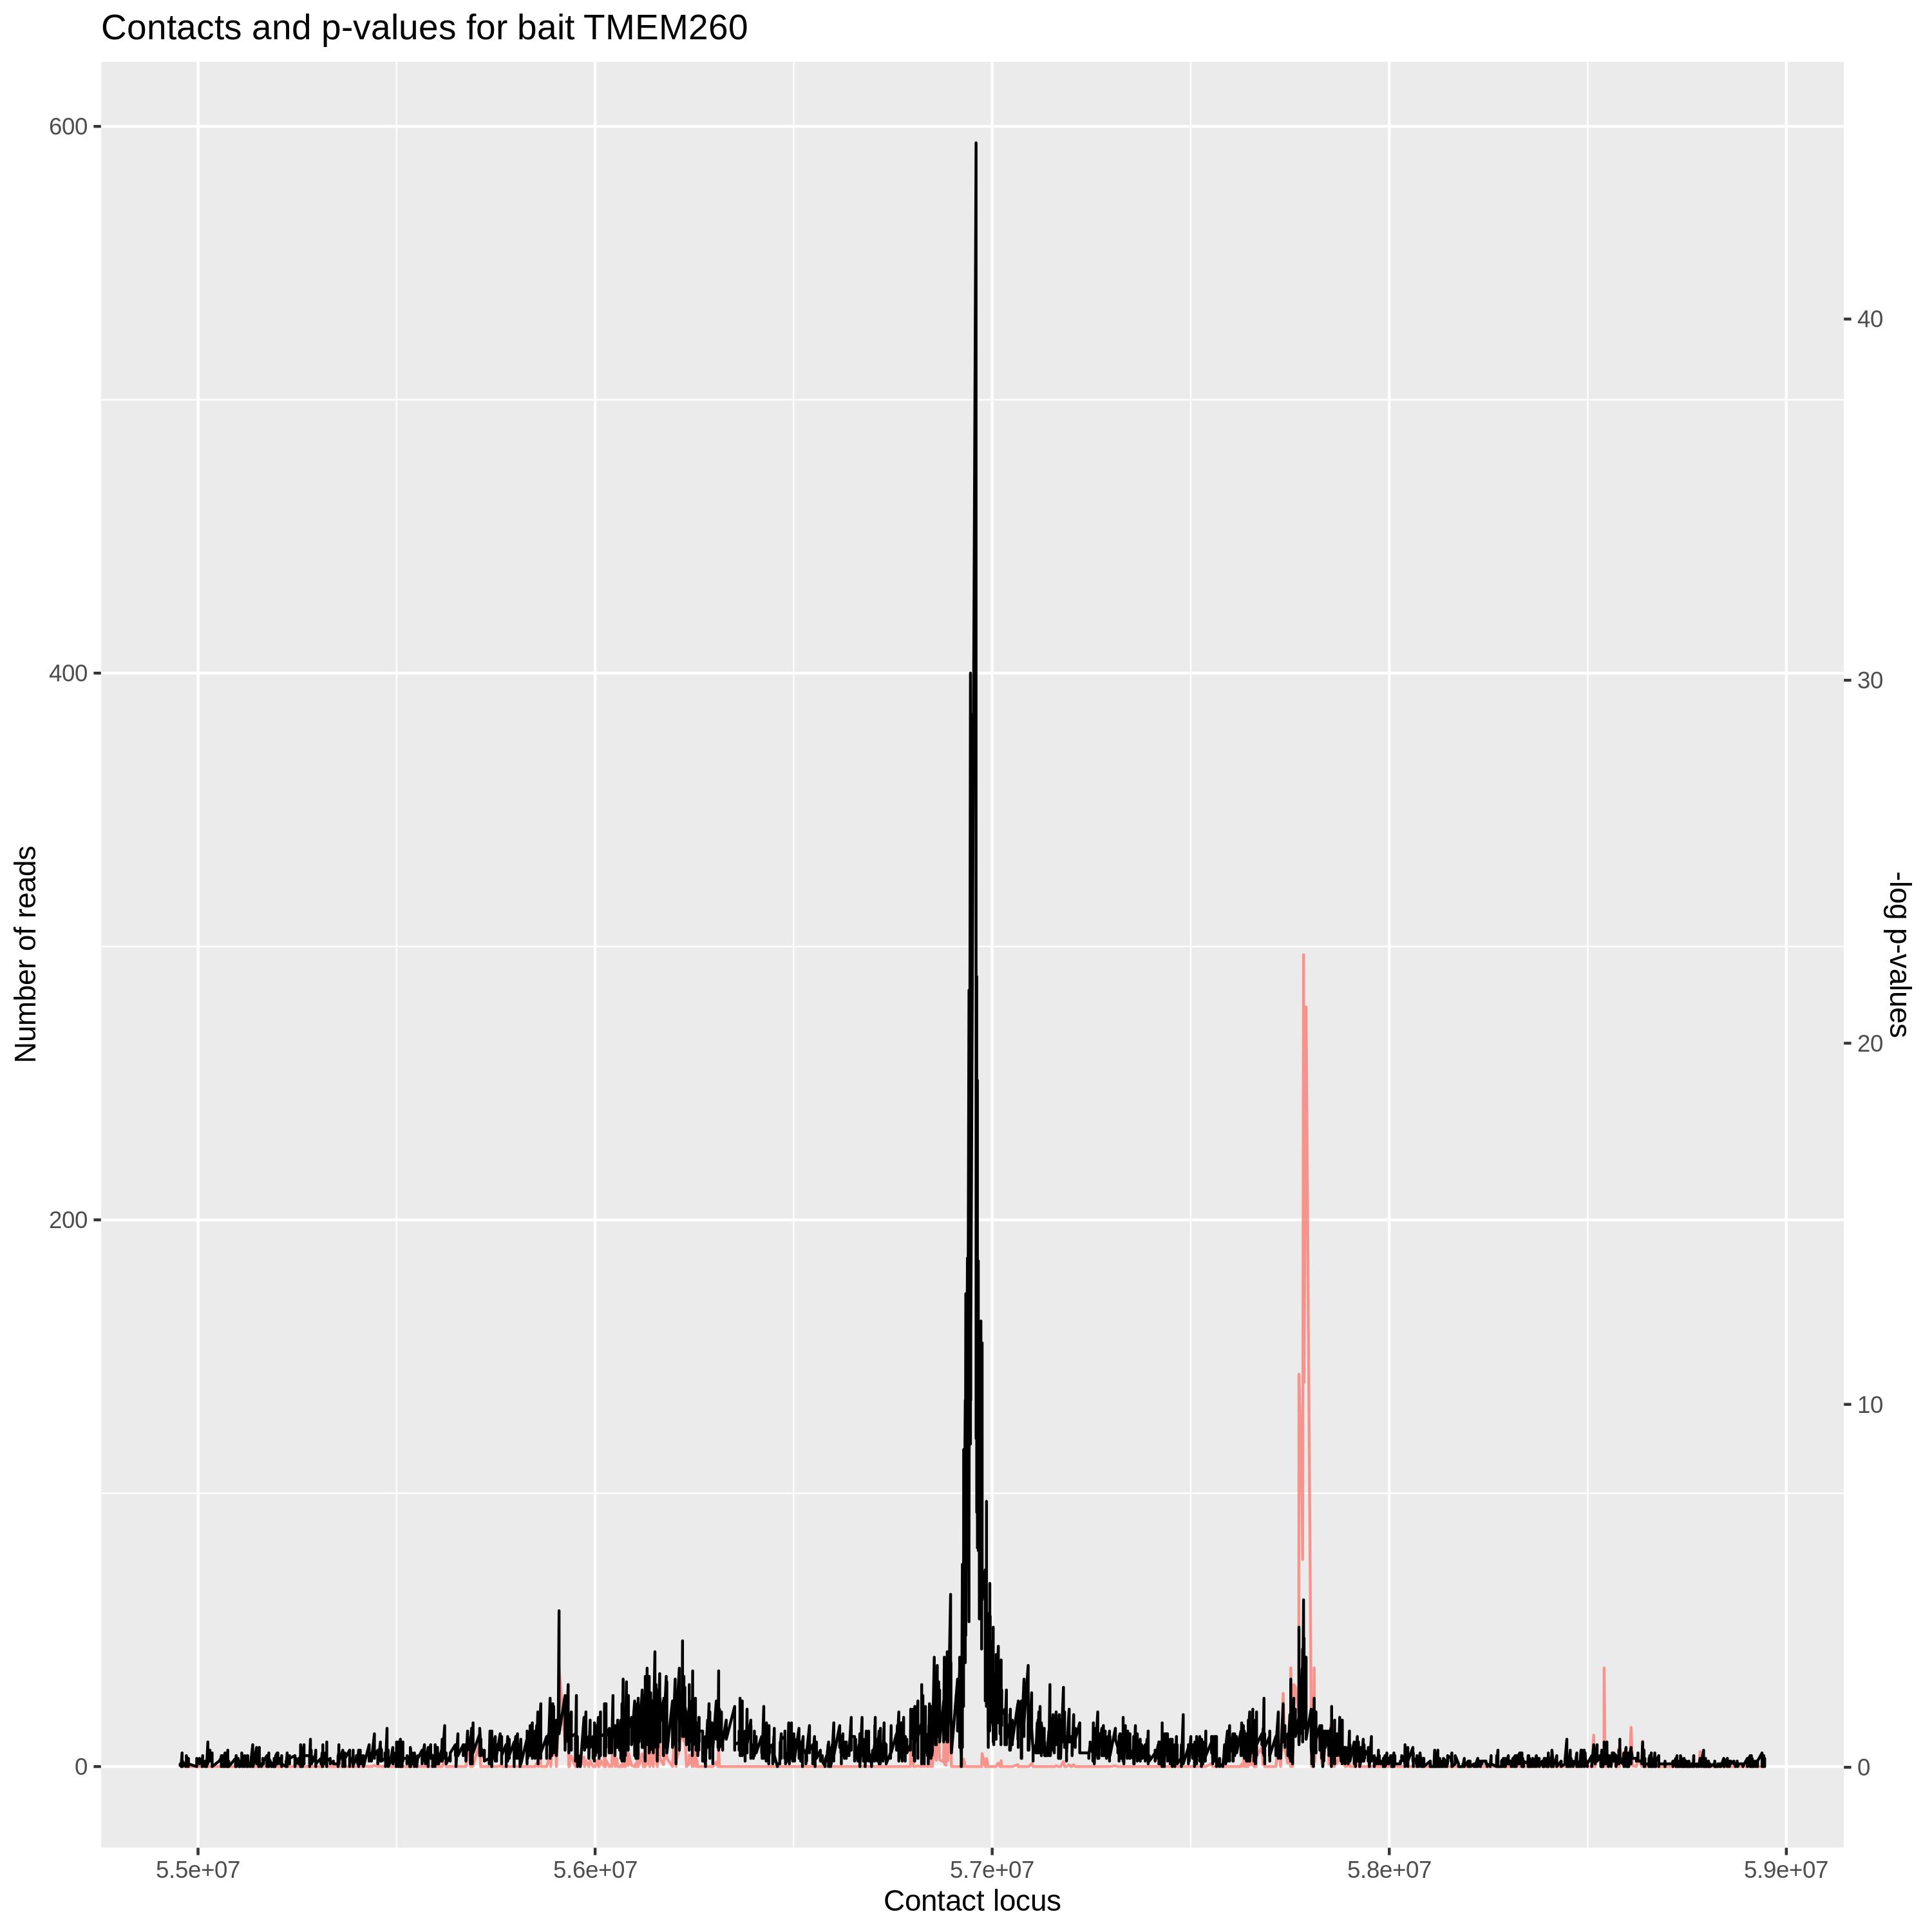 Contacts and p-values for bait TMEM260
600
400
200
0
Number of reads
40
30
20
10
0
-log p-values
5.5e+07
5.6e+07
5.7e+07
5.8e+07
5.9e+07
Contact locus